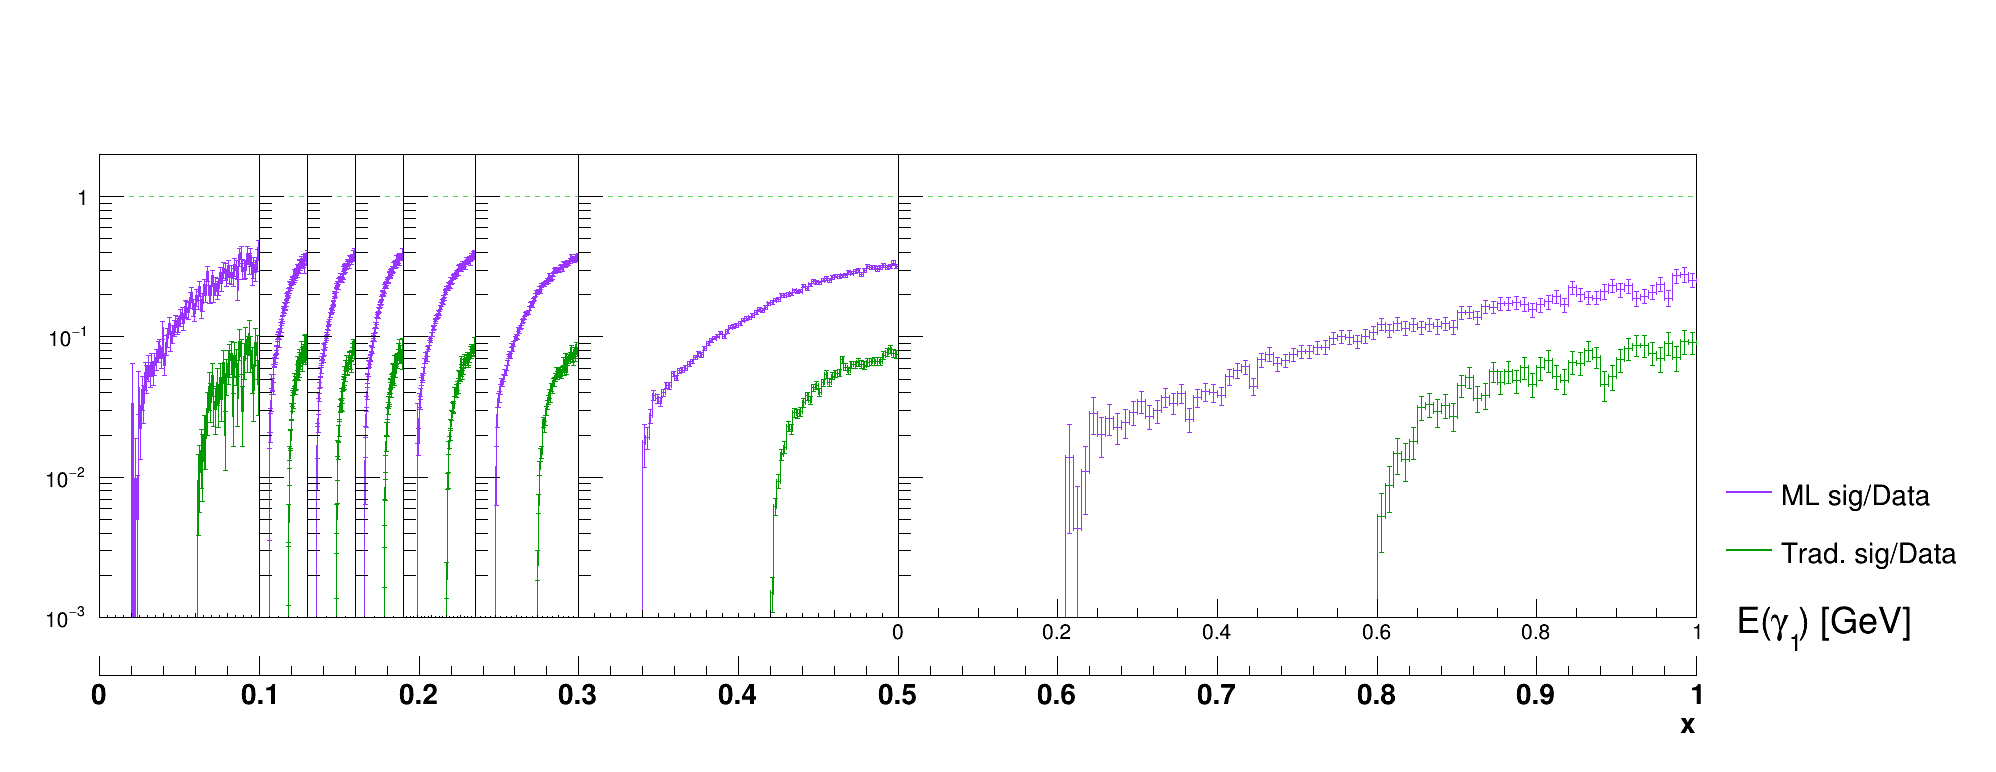 1
10⁻¹
10⁻²
10⁻³
ML sig/Data
Trad. sig/Data
E(γ₁) [GeV]
0 0.2 0.4 0.6 0.8 1
0 0.1 0.2 0.3 0.4 0.5 0.6 0.7 0.8 0.9 1
x